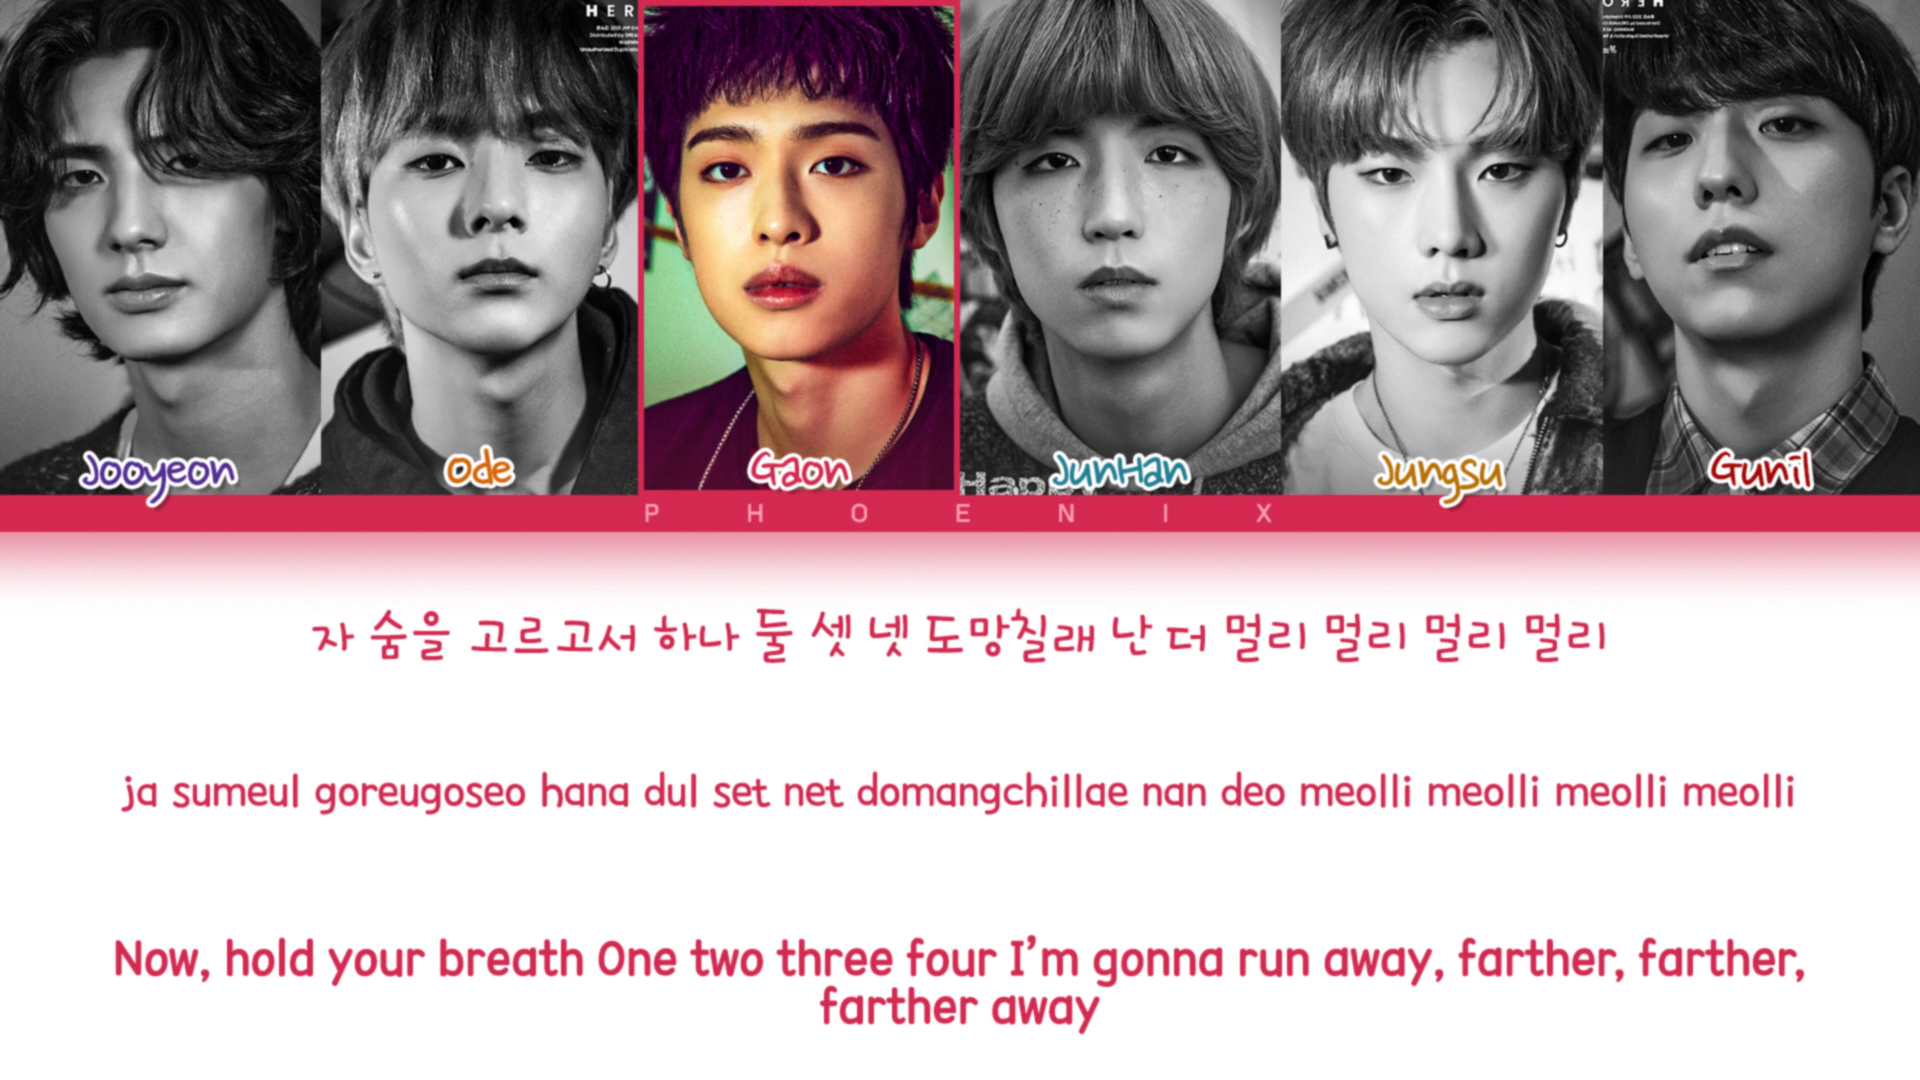 HER
HERO
Jooyeon
Ode
Gaon
JunHan
Jungsu
Gunil
PHOENIX
자 숨을 고르고서 하나 둘 셋 넷 도망칠래 난 더 멀리 멀리 멀리 멀리
ja sumeul goreugoseo hana dul set net domangchillae nan deo meolli meolli meolli meolli
Now, hold your breath One two three four I'm gonna run away, farther, farther,
farther away